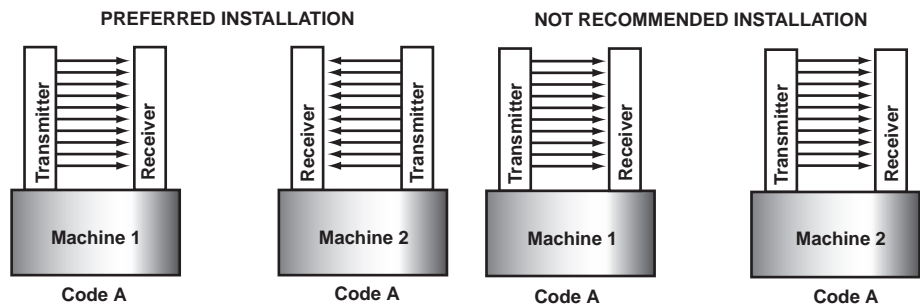 PREFERRED INSTALLATION
NOT RECOMMENDED INSTALLATION
Transmitter
Receiver
Receiver
Transmitter
Transmitter
Receiver
Transmitter
Receiver
Machine 1
Machine 2
Machine 1
Machine 2
Code A
Code A
Code A
Code A